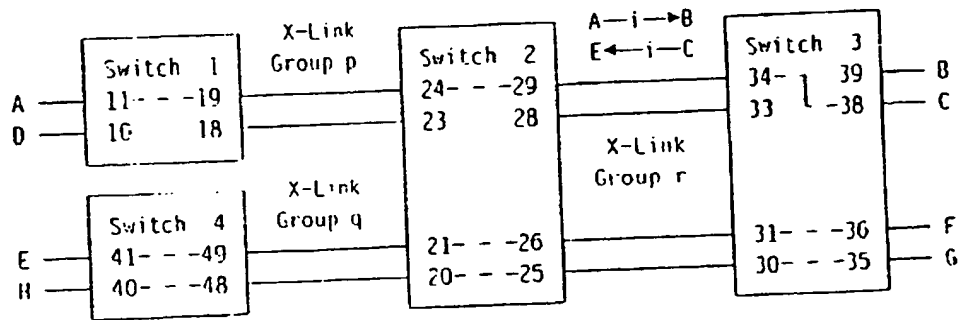 X-Link
Group p
A—i—►B
E◄—i—C
Switch 1
11- - -19
10 18
A
D
Switch 2
24- - -29
23 28
21- - -26
20- - -25
Switch 3
34- 39
33 -38
31- - -36
30- - -35
B
C
X-Link
Group r
X-Link
Group q
Switch 4
41- - -49
40- - -48
E
H
F
G